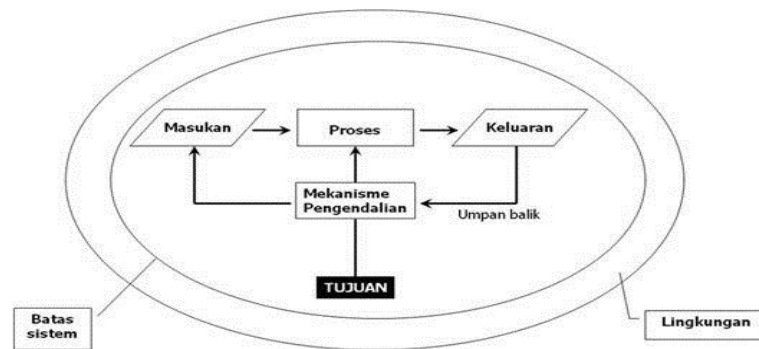 Masukan
Proses
Keluaran
Mekanisme
Pengendalian
Umpan balik
TUJUAN
Batas
sistem
Lingkungan